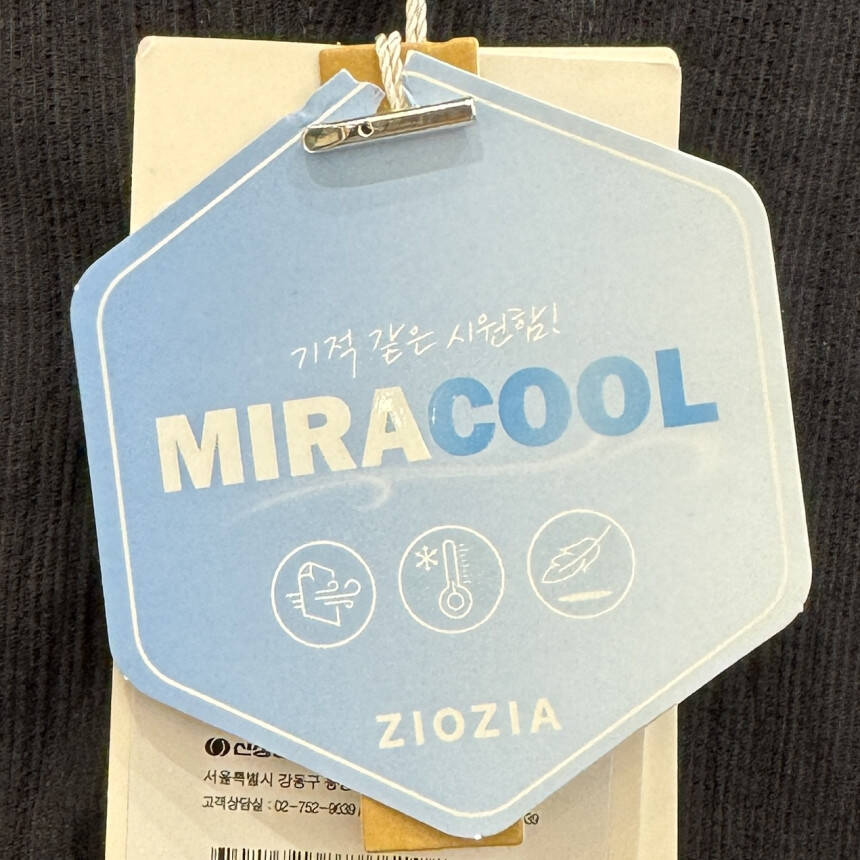 기적 같은 시원함!
MIRACOOL
ZIOZIA
서울특별시 강동구
고객상담실 : 02-752-9639